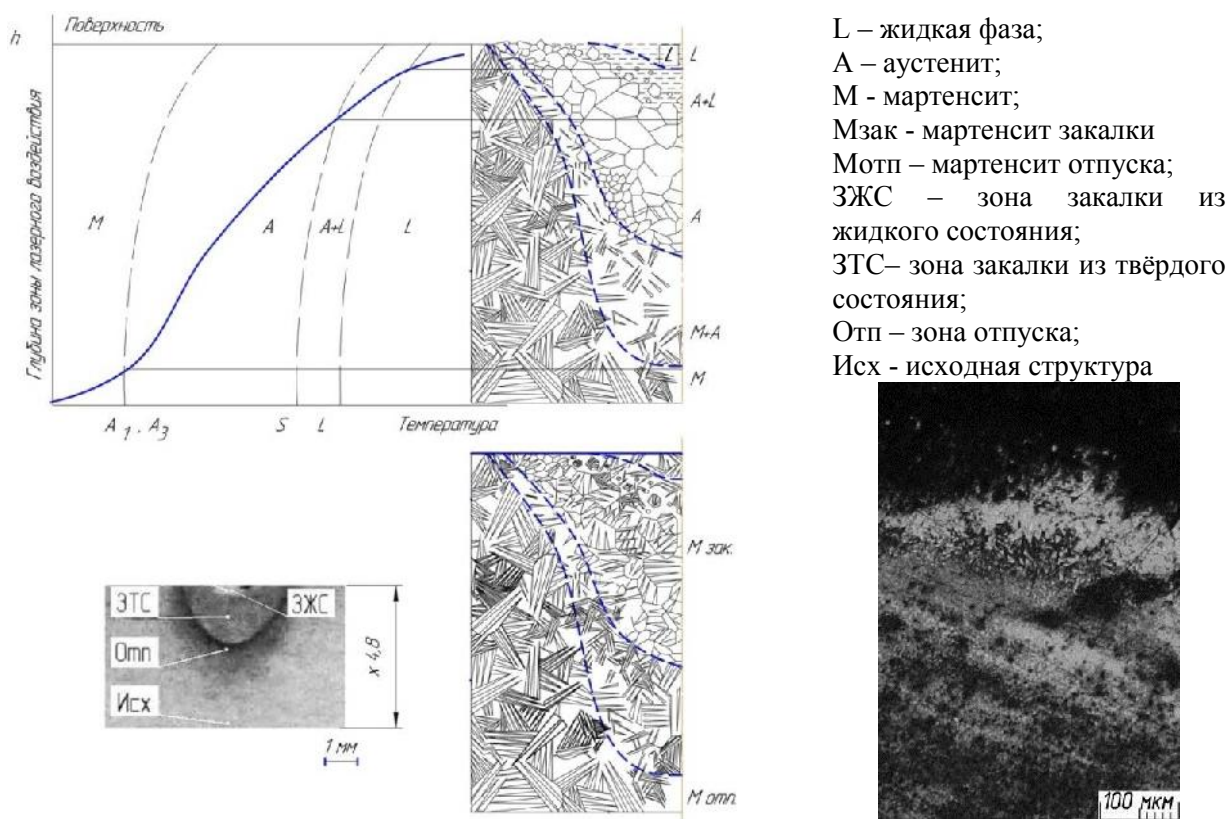 Поверхность
h
Глубина зоны лазерного воздействия
М
А
А+L
L
А₁, А₃
S
L
Температура
L
L
А+L
А
М+А
М
М зак.
М отп.
ЗТС
ЗЖС
Отп
Исх
х 4,8
1 мм
L – жидкая фаза;
А – аустенит;
М - мартенсит;
Мзак - мартенсит закалки
Мотп – мартенсит отпуска;
ЗЖС – зона закалки из
жидкого состояния;
ЗТС– зона закалки из твёрдого
состояния;
Отп – зона отпуска;
Исх - исходная структура
100 мкм